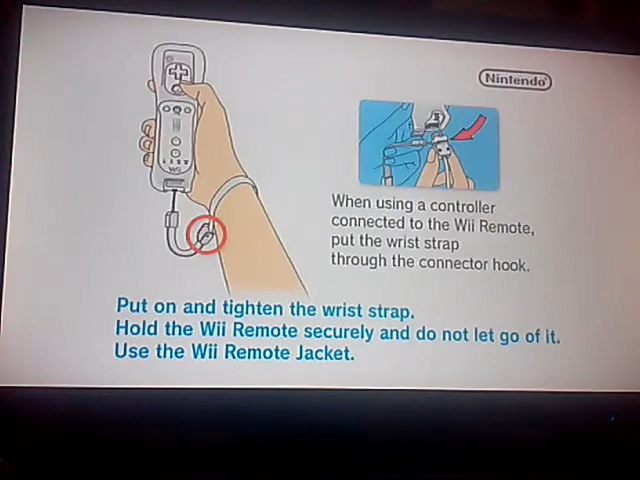 Nintendo
Wii
When using a controller
connected to the Wii Remote,
put the wrist strap
through the connector hook.
Put on and tighten the wrist strap.
Hold the Wii Remote securely and do not let go of it.
Use the Wii Remote Jacket.